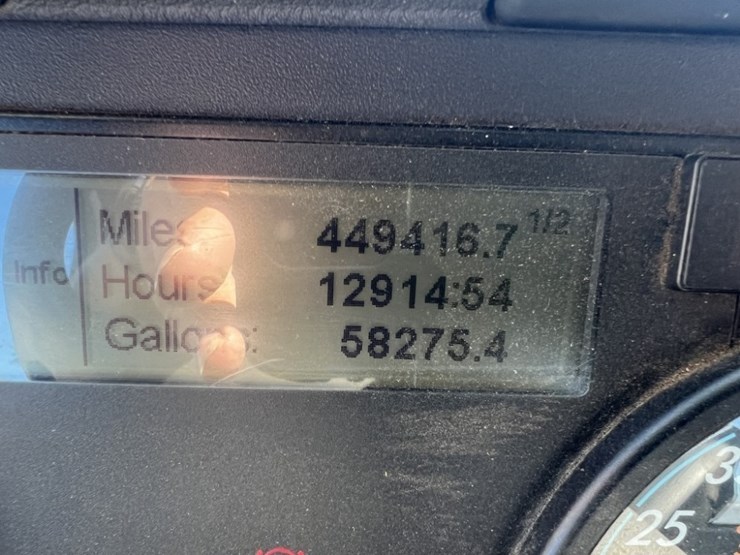 Miles: 449416.7 1/2
Info Hours: 12914:54
Gallons: 58275.4
25